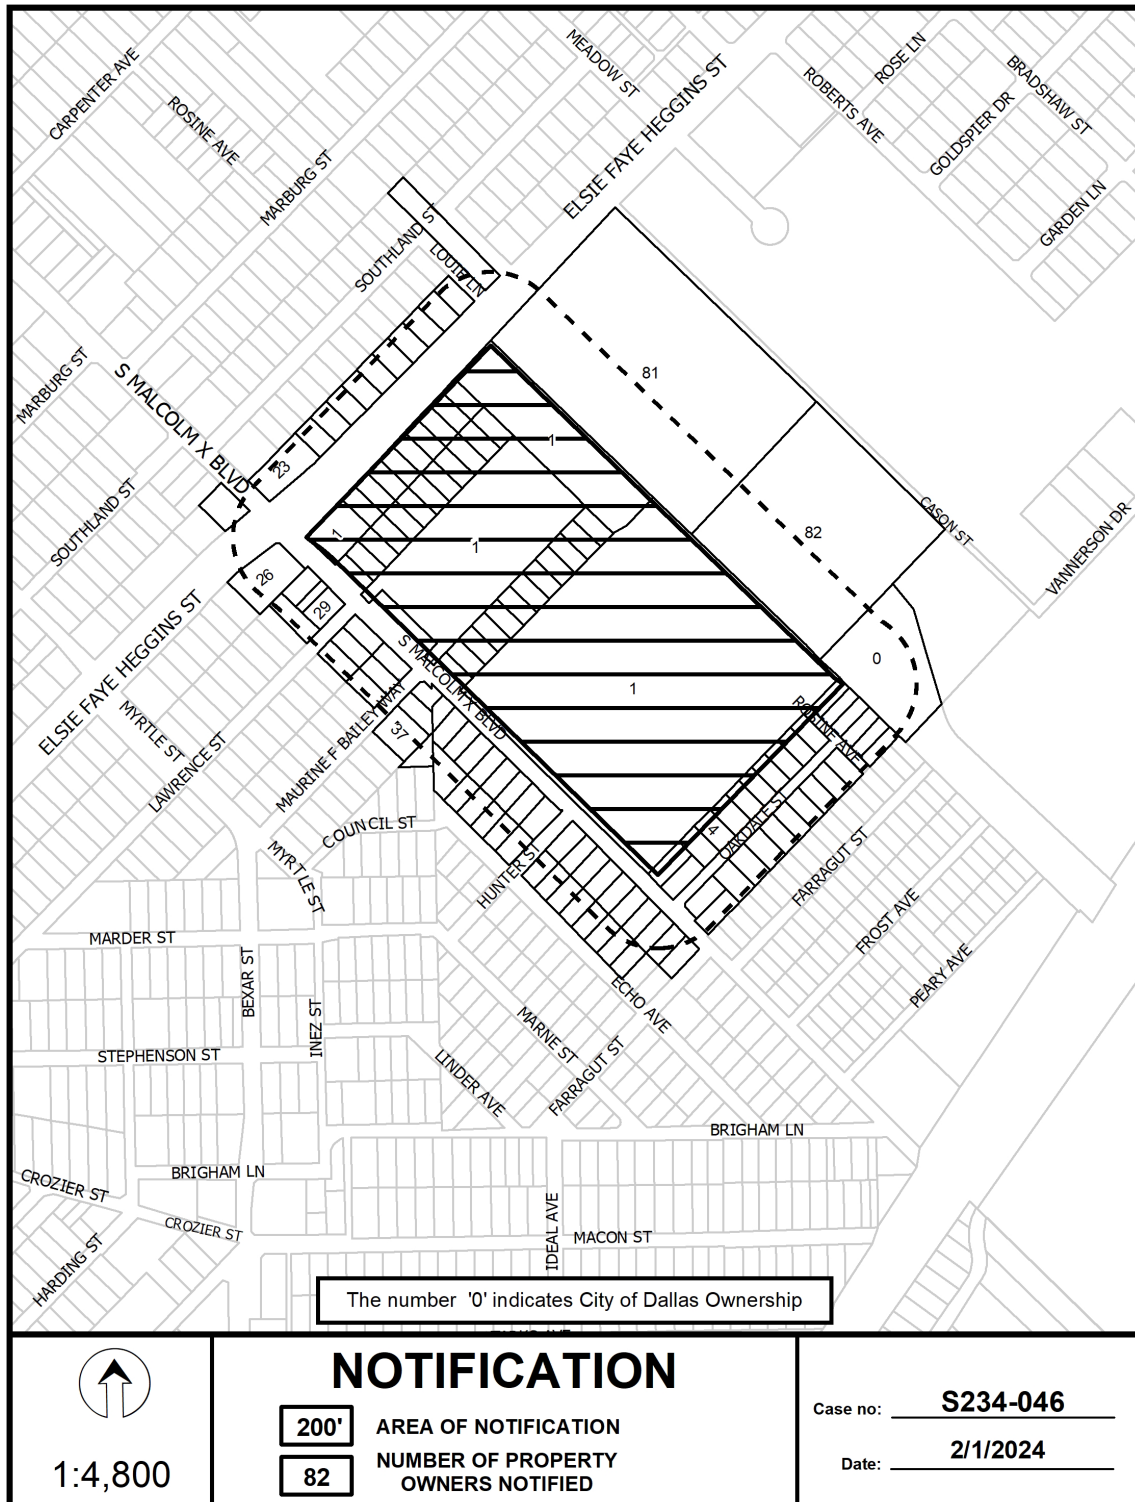 CARPENTER AVE
ROSINE AVE
MARBURG ST
MEADOW ST
ELSIE FAYE HEGGINS ST
ROBERTS AVE
ROSE LN
BRADSHAW ST
GOLDSPIER DR
GARDEN LN
SOUTHLAND ST
LOUIE LN
MARBURG ST
S MALCOLM X BLVD
SOUTHLAND ST
23
81
1
1
1
82
CASON ST
VANNERSON DR
26
29
ELSIE FAYE HEGGINS ST
S MALCOLM X BLVD
0
1
MYRTLE ST
LAWRENCE ST
MAURINE F BAILEY WAY
37
ROSINE AVE
4
OAKDALE S
COUNCIL ST
MYRTLE ST
HUNTER ST
FARRAGUT ST
FROST AVE
PEARY AVE
MARDER ST
BEXAR ST
INEZ ST
ECHO AVE
MARNE ST
FARRAGUT ST
LINDER AVE
STEPHENSON ST
BRIGHAM LN
BRIGHAM LN
CROZIER ST
CROZIER ST
IDEAL AVE
MACON ST
HARDING ST
The number '0' indicates City of Dallas Ownership
1:4,800
NOTIFICATION
200' AREA OF NOTIFICATION
82 NUMBER OF PROPERTY
OWNERS NOTIFIED
Case no: S234-046
Date: 2/1/2024